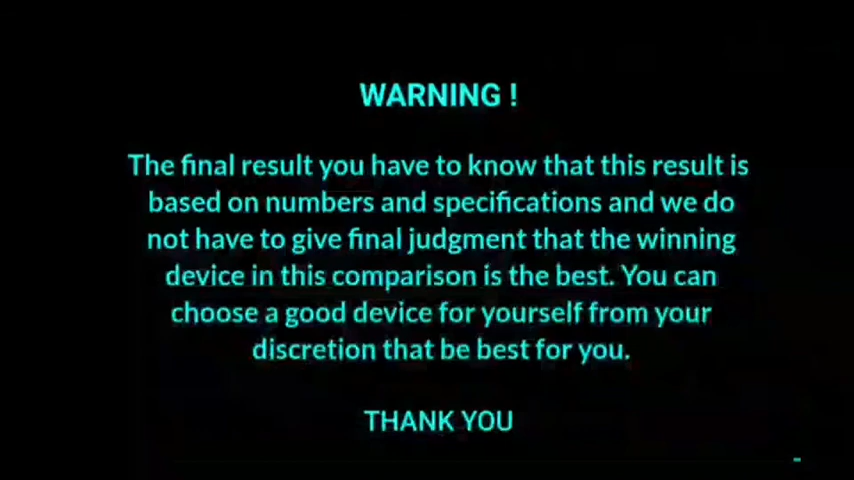 WARNING !
The final result you have to know that this result is
based on numbers and specifications and we do
not have to give final judgment that the winning
device in this comparison is the best. You can
choose a good device for yourself from your
discretion that be best for you.
THANK YOU